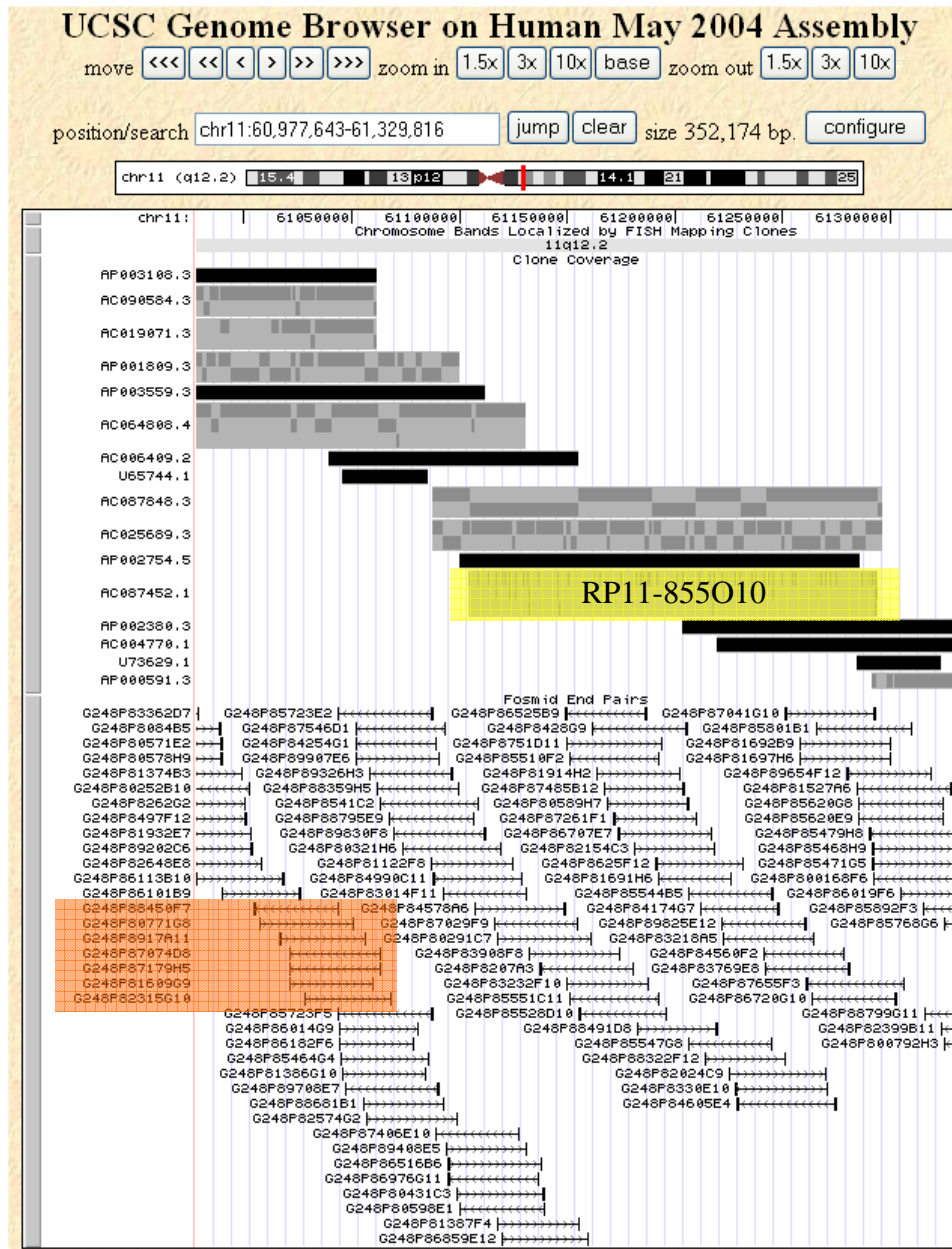 UCSC Genome Browser on Human May 2004 Assembly
move <<< << < > >> >>> zoom in 1.5x 3x 10x base zoom out 1.5x 3x 10x
position/search chr11:60,977,643-61,329,816 jump clear size 352,174 bp. configure
chr11 (q12.2) 15.4 13 p12 14.1 21 25
chr11: 61050000 61100000 61150000 61200000 61250000 61300000
Chromosome Bands Localized by FISH Mapping Clones
11q12.2
Clone Coverage
AP003108.3
AC090584.3
AC019071.3
AP001809.3
AP003559.3
AC064808.4
AC006409.2
U65744.1
AC087848.3
AC025689.3
AP002754.5
AC087452.1 RP11-855O10
AP002380.3
AC004770.1
U73629.1
AP000591.3
Fosmid End Pairs
G248P83362D7 G248P85723E2 G248P86525B9 G248P87041G10
G248P8084B5 G248P87546D1 G248P8428G9 G248P85801B1
G248P80571E2 G248P84254G1 G248P8751D11 G248P81692B9
G248P80578H9 G248P89907E6 G248P85510F2 G248P81697H6
G248P81374B3 G248P89326H3 G248P81914H2 G248P89654F12
G248P80252B10 G248P88359H5 G248P87485B12 G248P81527A6
G248P8262G2 G248P8541C2 G248P80589H7 G248P85620G8
G248P8497F12 G248P88795E9 G248P87261F1 G248P85620E9
G248P81932E7 G248P89830F8 G248P86707E7 G248P85479H8
G248P89202C6 G248P80321H6 G248P82154C3 G248P85468H9
G248P82648E8 G248P81122F8 G248P8625F12 G248P85471G5
G248P86113B10 G248P84990C11 G248P81691H6 G248P800168F6
G248P86101B9 G248P83014F11 G248P85544B5 G248P86019F6
G248P88450F7 G248P84578A6 G248P84174G7 G248P85892F3
G248P80771G8 G248P87029F9 G248P89825E12 G248P85768G6
G248P8917A11 G248P80291C7 G248P83218A5
G248P87074D8 G248P83908F8 G248P84560F2
G248P87179H5 G248P8207A3 G248P83769E8
G248P81609G9 G248P83232F10 G248P87655F3
G248P82315G10 G248P85551C11 G248P86720G10
G248P85723F5 G248P85528D10 G248P88799G11
G248P86014G9 G248P88491D8 G248P82399B11
G248P86182F6 G248P85547G8 G248P800792H3
G248P85464G4 G248P88322F12
G248P81386G10 G248P82024C9
G248P89708E7 G248P8330E10
G248P88681B1 G248P84605E4
G248P82574G2
G248P87406E10
G248P89408E5
G248P86516B6
G248P86976G11
G248P80431C3
G248P80598E1
G248P81387F4
G248P86859E12